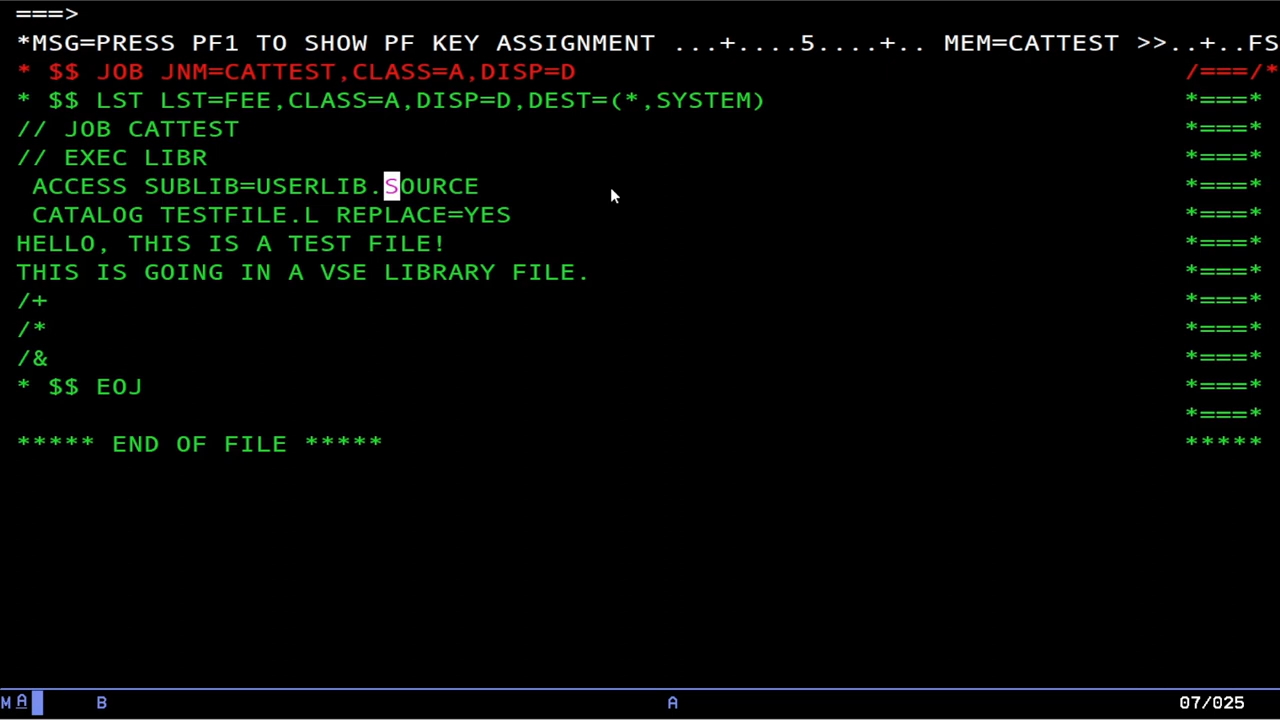 ===>
*MSG=PRESS PF1 TO SHOW PF KEY ASSIGNMENT ...+....5....+.. MEM=CATTEST >>..+..FS
* $$ JOB JNM=CATTEST,CLASS=A,DISP=D /===/*
* $$ LST LST=FEE,CLASS=A,DISP=D,DEST=(*,SYSTEM) *===*
// JOB CATTEST *===*
// EXEC LIBR *===*
ACCESS SUBLIB=USERLIB.SOURCE *===*
CATALOG TESTFILE.L REPLACE=YES *===*
HELLO, THIS IS A TEST FILE! *===*
THIS IS GOING IN A VSE LIBRARY FILE. *===*
/+ *===*
/* *===*
/& *===*
* $$ EOJ *===*
*===*
***** END OF FILE ***** *****
MA B A 07/025